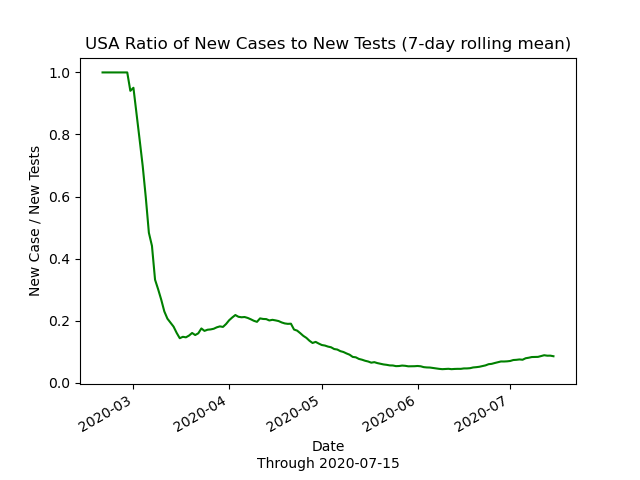 USA Ratio of New Cases to New Tests (7-day rolling mean)
New Case / New Tests
1.0
0.8
0.6
0.4
0.2
0.0
2020-03
2020-04
2020-05
2020-06
2020-07
Date
Through 2020-07-15